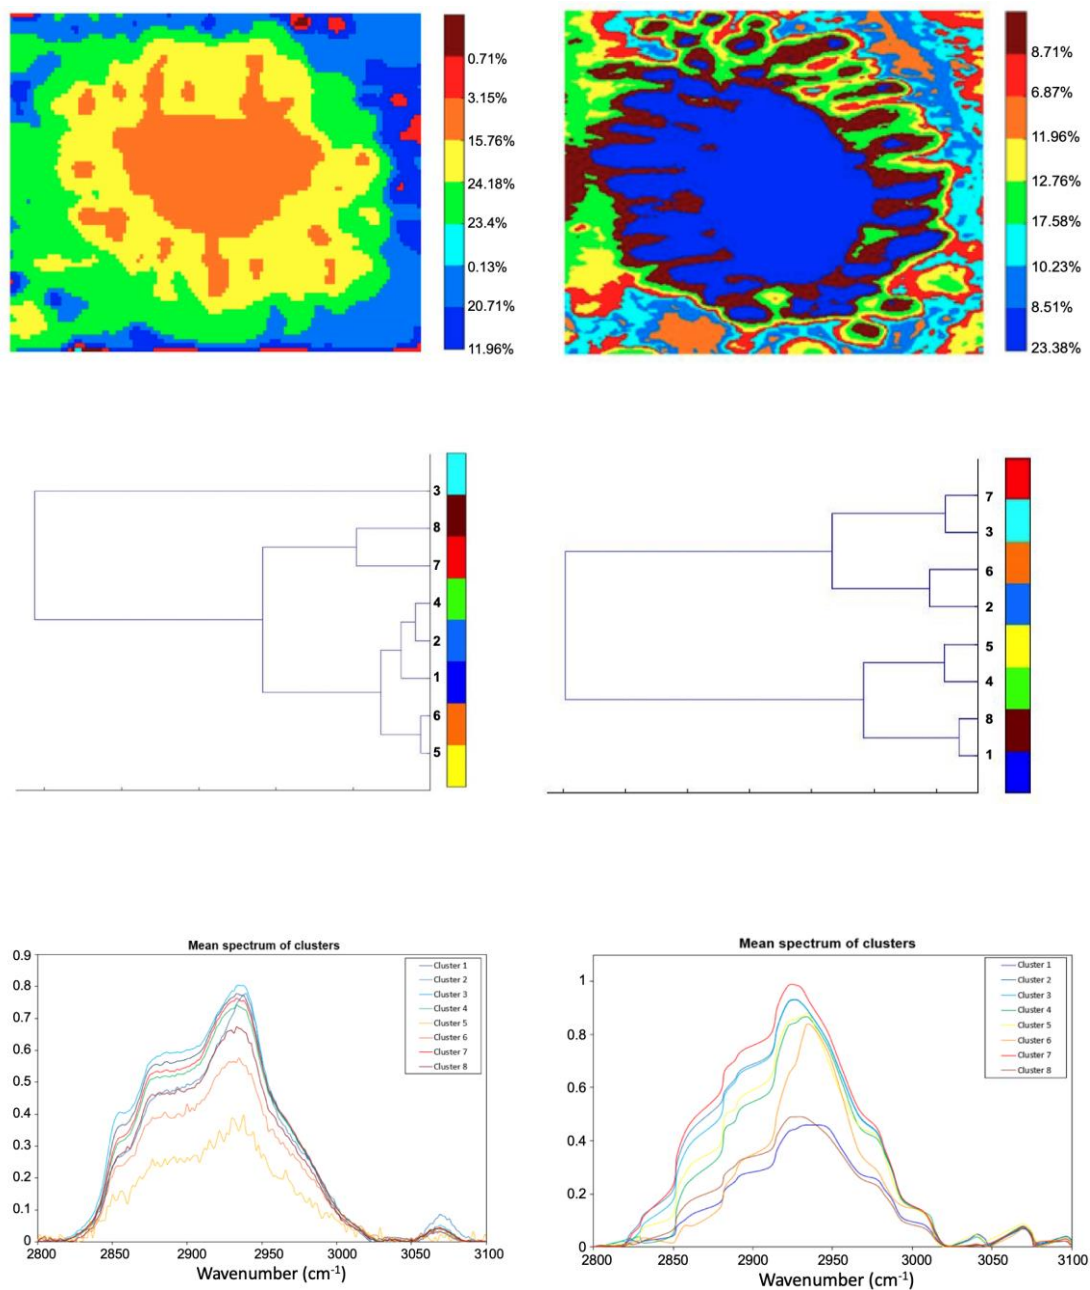 0.71%
3.15%
15.76%
24.18%
23.4%
0.13%
20.71%
11.96%
8.71%
6.87%
11.96%
12.76%
17.58%
10.23%
8.51%
23.38%
3
8
7
4
2
1
6
5
7
3
6
2
5
4
8
1
Mean spectrum of clusters
0.9
0.8
0.7
0.6
0.5
0.4
0.3
0.2
0.1
0
Cluster 1
Cluster 2
Cluster 3
Cluster 4
Cluster 5
Cluster 6
Cluster 7
Cluster 8
2800 2850 2900 2950 3000 3050 3100
Wavenumber (cm⁻¹)
Mean spectrum of clusters
1
0.8
0.6
0.4
0.2
0
Cluster 1
Cluster 2
Cluster 3
Cluster 4
Cluster 5
Cluster 6
Cluster 7
Cluster 8
2800 2850 2900 2950 3000 3050 3100
Wavenumber (cm⁻¹)